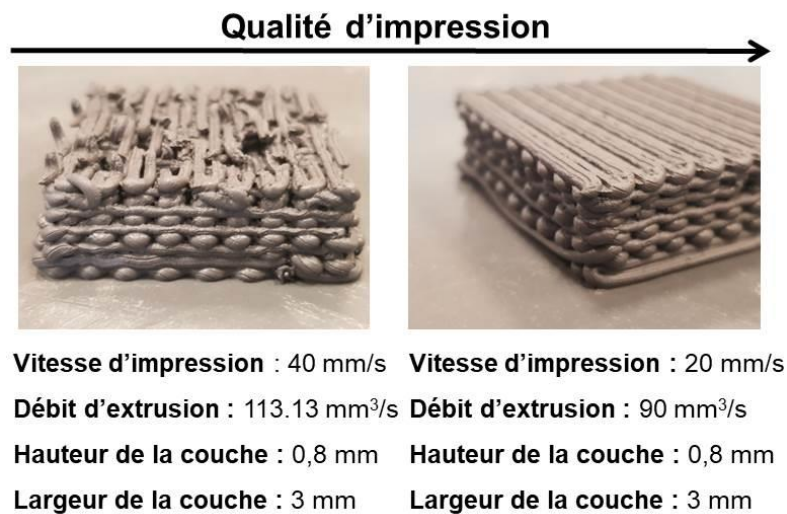 Qualité d’impression
Vitesse d’impression : 40 mm/s
Débit d’extrusion : 113.13 mm³/s
Hauteur de la couche : 0,8 mm
Largeur de la couche : 3 mm
Vitesse d’impression : 20 mm/s
Débit d’extrusion : 90 mm³/s
Hauteur de la couche : 0,8 mm
Largeur de la couche : 3 mm